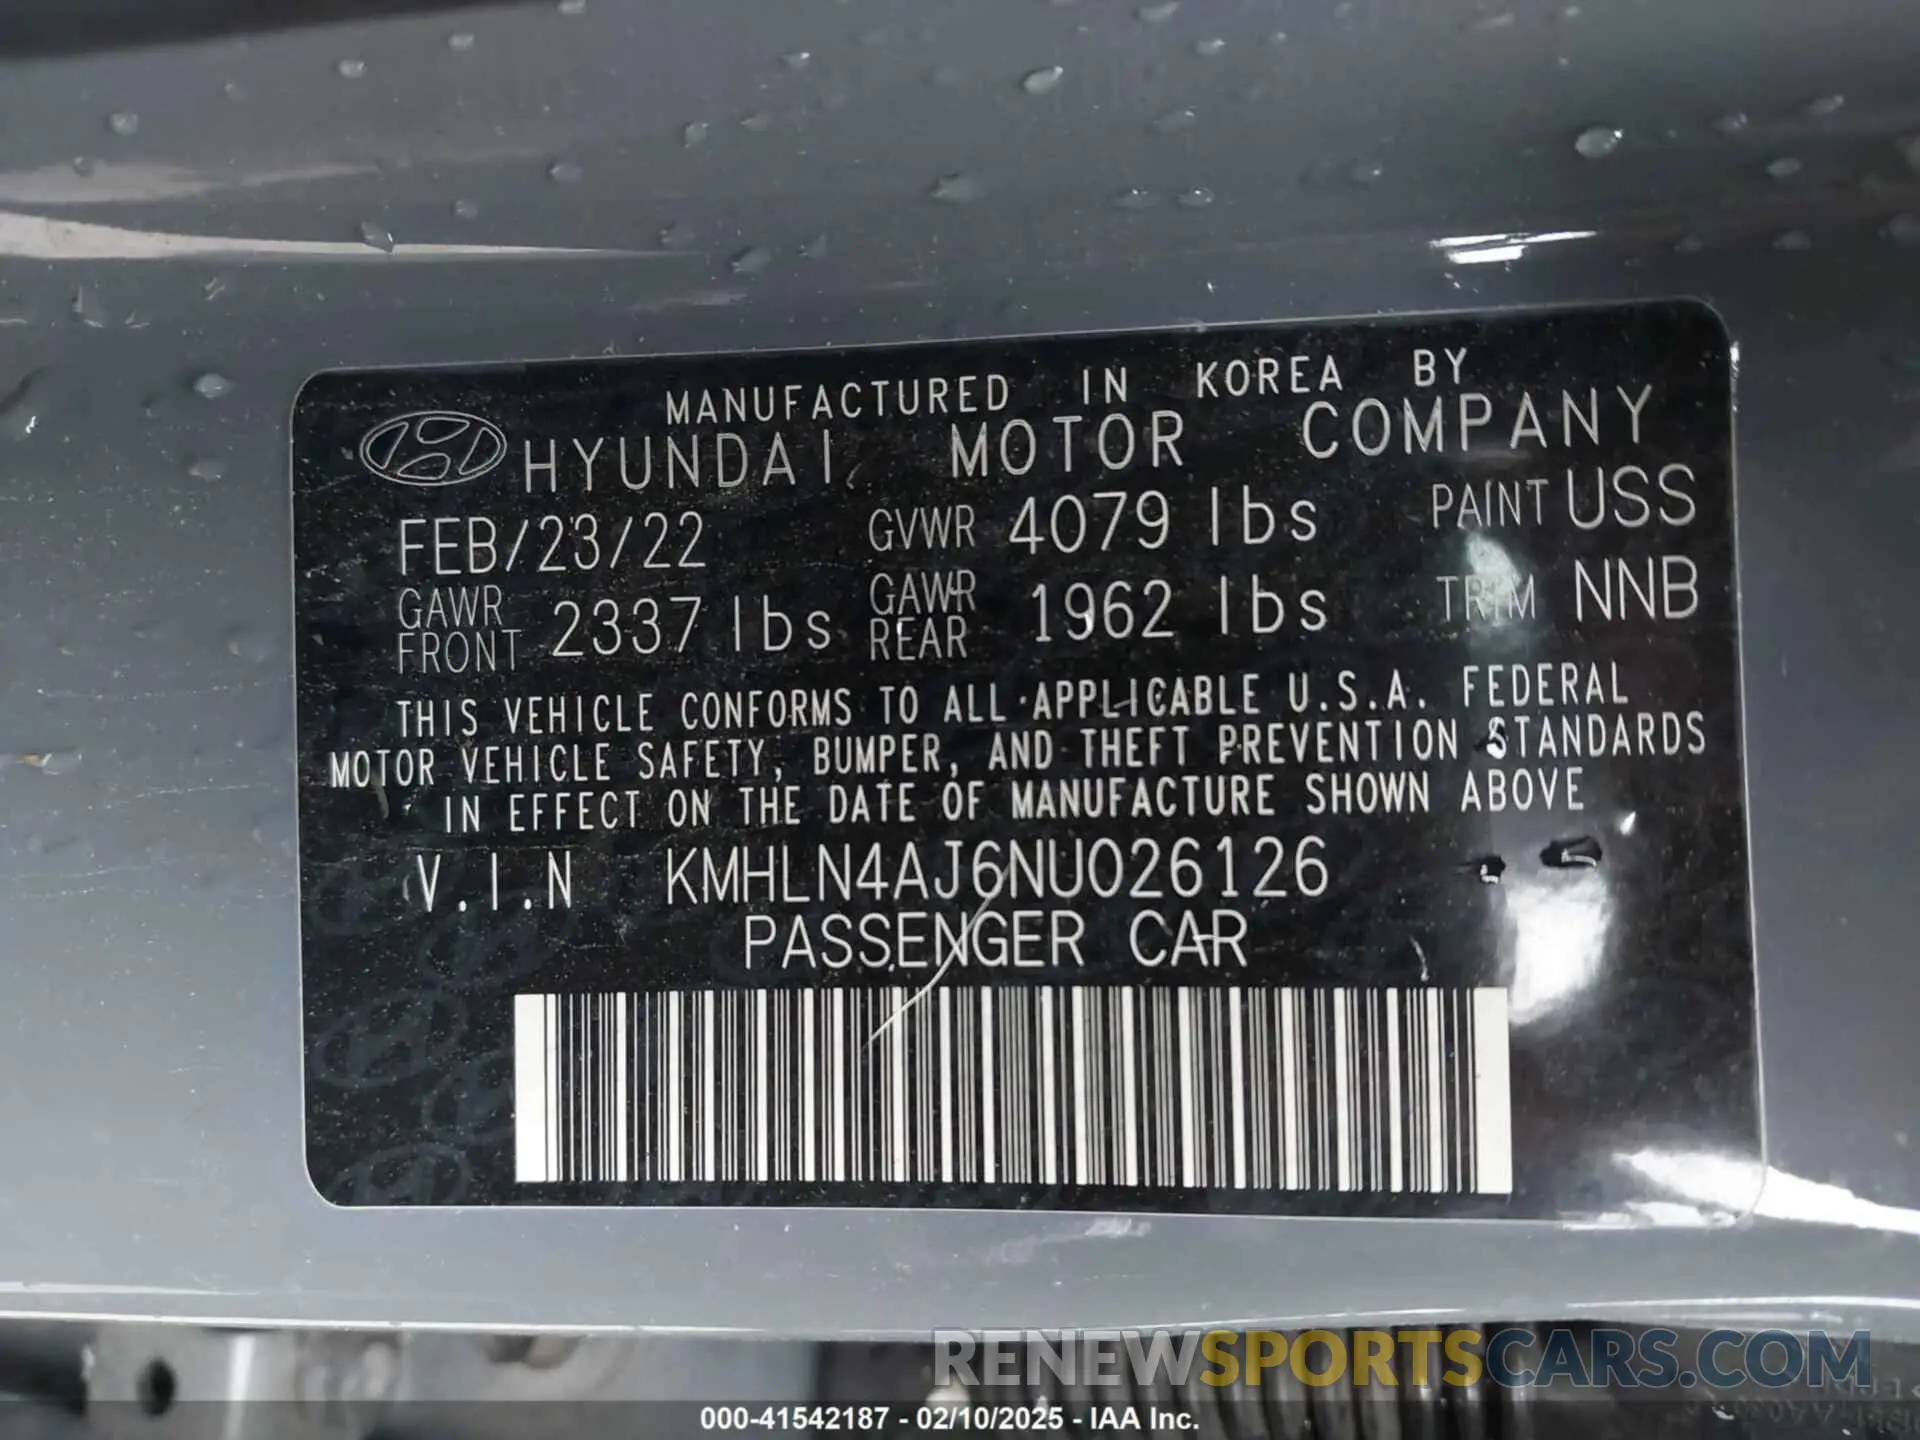 MANUFACTURED IN KOREA BY
HYUNDAI MOTOR COMPANY
FEB/23/22 GVWR 4079 lbs PAINT USS
GAWR FRONT 2337 lbs GAWR REAR 1962 lbs TRIM NNB
THIS VEHICLE CONFORMS TO ALL APPLICABLE U.S.A. FEDERAL
MOTOR VEHICLE SAFETY, BUMPER, AND THEFT PREVENTION STANDARDS
IN EFFECT ON THE DATE OF MANUFACTURE SHOWN ABOVE
V.I.N KMHLN4AJ6NU026126
PASSENGER CAR
RENEWSPORTSCARS.COM
000-41542187 - 02/10/2025 - IAA Inc.